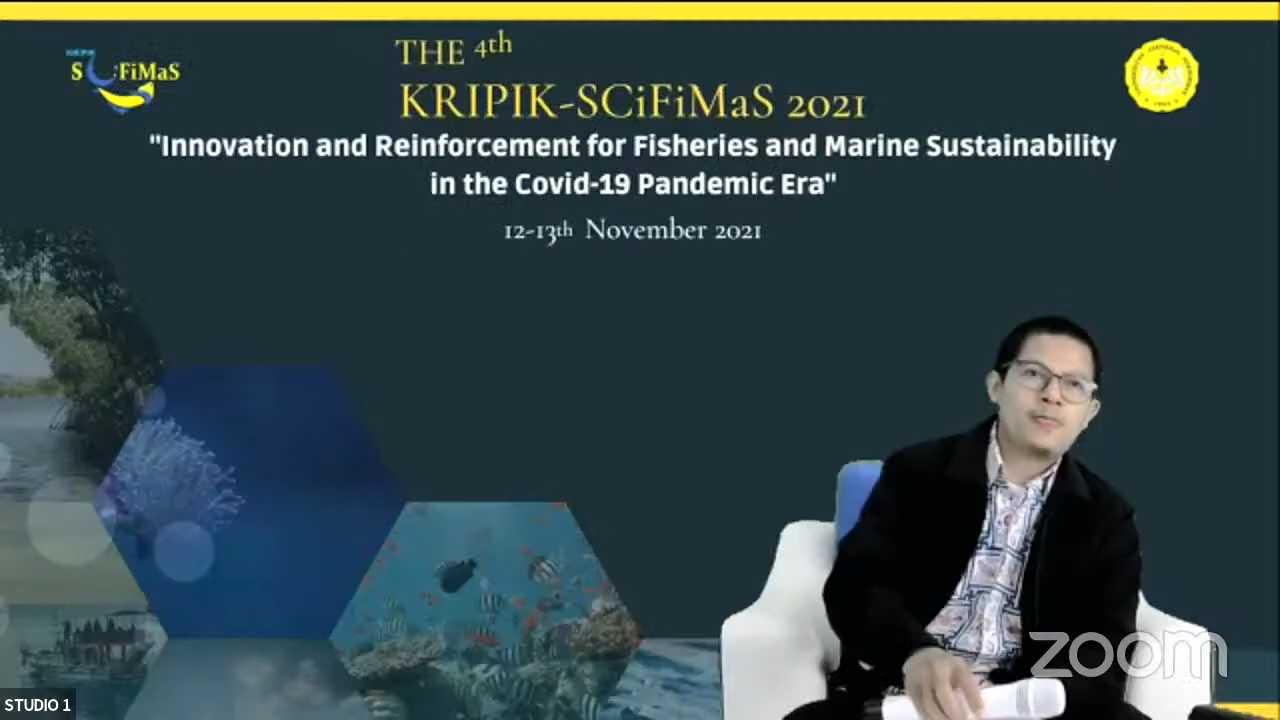 THE 4th
KRIPIK-SCiFiMaS 2021
"Innovation and Reinforcement for Fisheries and Marine Sustainability
in the Covid-19 Pandemic Era"
12-13th November 2021
KRIPIK
SCiFiMaS
zoom
STUDIO 1